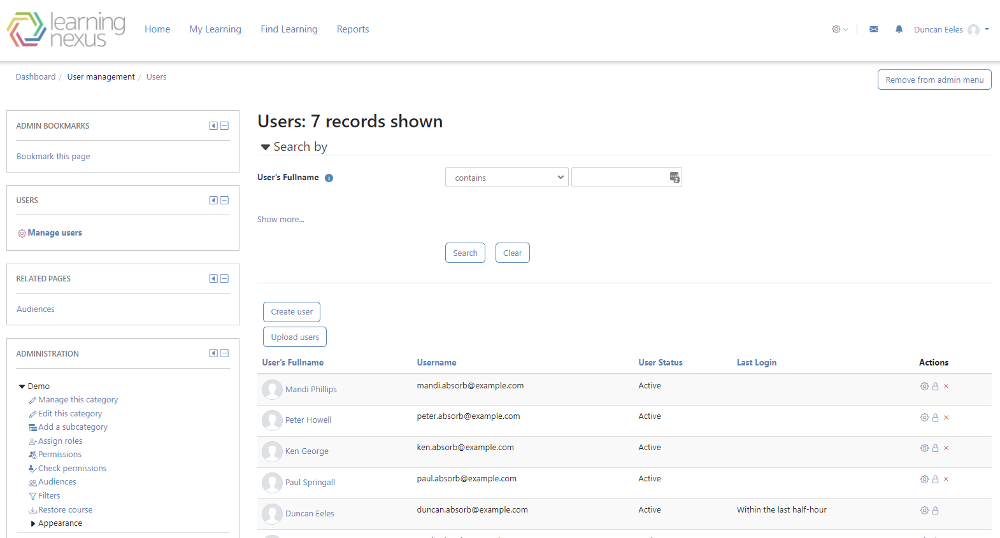 learning
nexus
Home My Learning Find Learning Reports
Duncan Eeles
Dashboard / User management / Users
Remove from admin menu
ADMIN BOOKMARKS
Bookmark this page
USERS
Manage users
RELATED PAGES
Audiences
ADMINISTRATION
Demo
Manage this category
Edit this category
Add a subcategory
Assign roles
Permissions
Check permissions
Audiences
Filters
Restore course
Appearance
Users: 7 records shown
Search by
User's Fullname contains
Show more...
Search Clear
Create user
Upload users
User's Fullname Username User Status Last Login Actions
Mandi Phillips mandi.absorb@example.com Active
Peter Howell peter.absorb@example.com Active
Ken George ken.absorb@example.com Active
Paul Springall paul.absorb@example.com Active
Duncan Eeles duncan.absorb@example.com Active Within the last half-hour